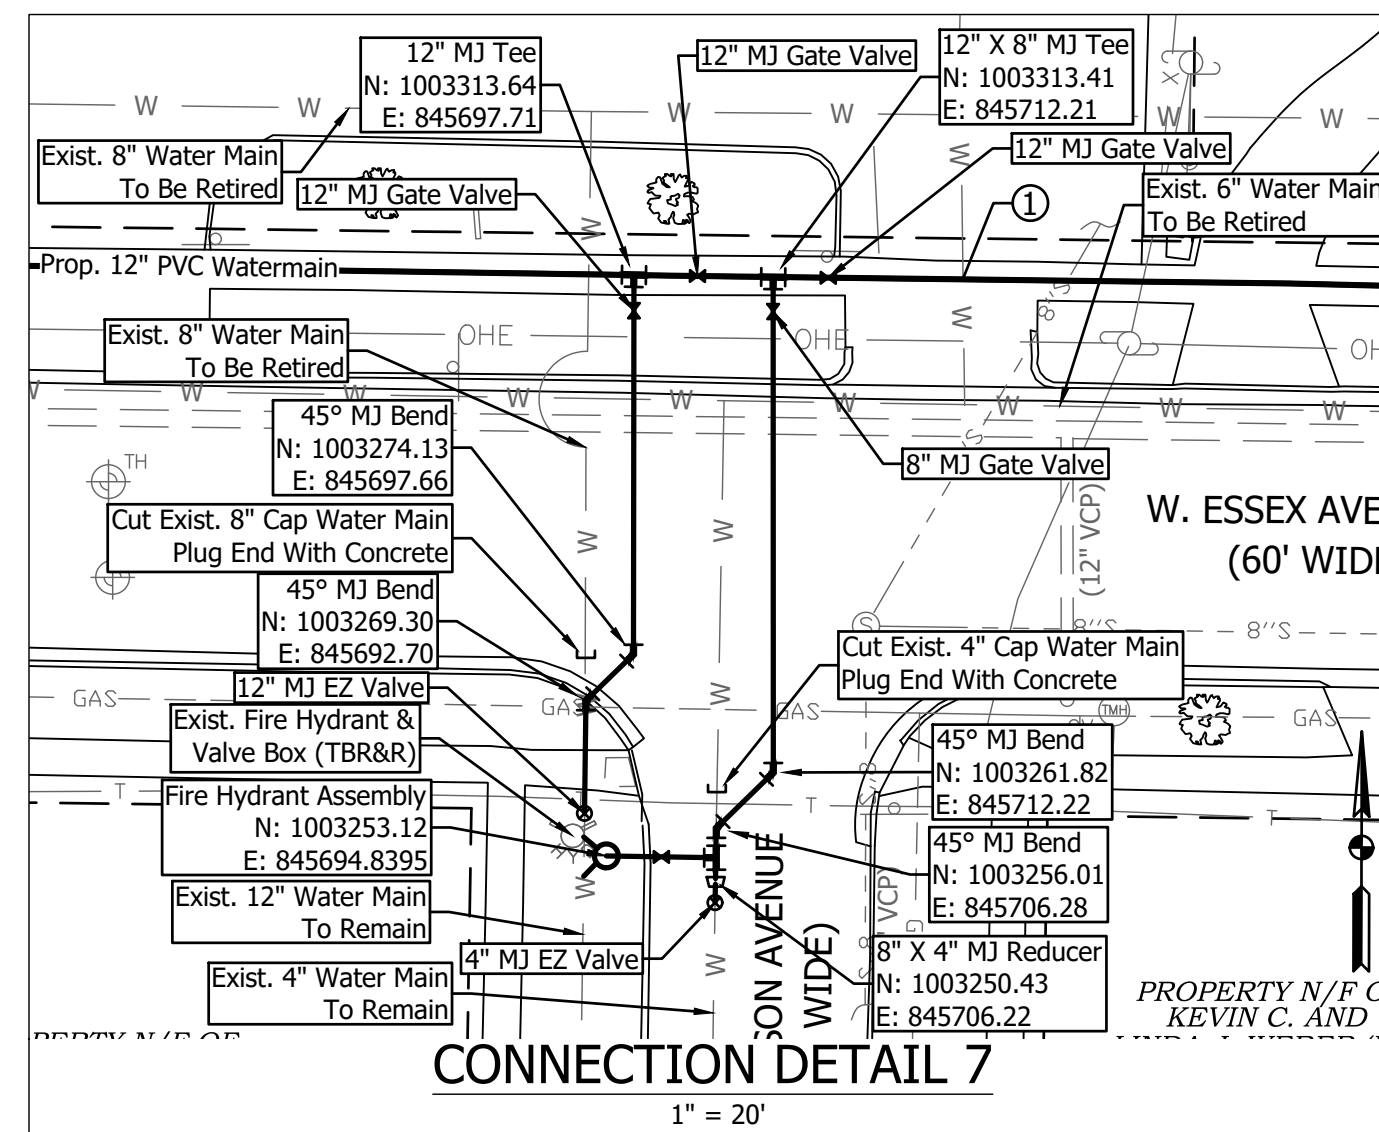 12" MJ Tee
N: 1003313.64
E: 845697.71
12" MJ Gate Valve
12" X 8" MJ Tee
N: 1003313.41
E: 845712.21
W
W
W
W
W
W
Exist. 8" Water Main
To Be Retired
12" MJ Gate Valve
12" MJ Gate Valve
W
Exist. 6" Water Main
To Be Retired
W
1
Prop. 12" PVC Watermain
8''S
W
Exist. 8" Water Main
To Be Retired
OHE
OHE
OH
W
W
W
W
W
W
W
W
W
45° MJ Bend
N: 1003274.13
E: 845697.66
S
8" MJ Gate Valve
TH
(12" VCP)
W. ESSEX AVE
(60' WID
Cut Exist. 8" Cap Water Main
Plug End With Concrete
W
W
45° MJ Bend
N: 1003269.30
E: 845692.70
S
8''S
8''S
Cut Exist. 4" Cap Water Main
Plug End With Concrete
12" MJ EZ Valve
W
GAS
GAS
GAS
TMH
GAS
Exist. Fire Hydrant &
Valve Box (TBR&R)
45° MJ Bend
N: 1003261.82
E: 845712.22
Fire Hydrant Assembly
N: 1003253.12
E: 845694.8395
T
T
T
T
45° MJ Bend
N: 1003256.01
E: 845706.28
Exist. 12" Water Main
To Remain
W
VCP)
G
SON AVENUE
WIDE)
4" MJ EZ Valve
W
8" X 4" MJ Reducer
N: 1003250.43
E: 845706.22
Exist. 4" Water Main
To Remain
PROPERTY N/F O
KEVIN C. AND
CONNECTION DETAIL 7
1" = 20'